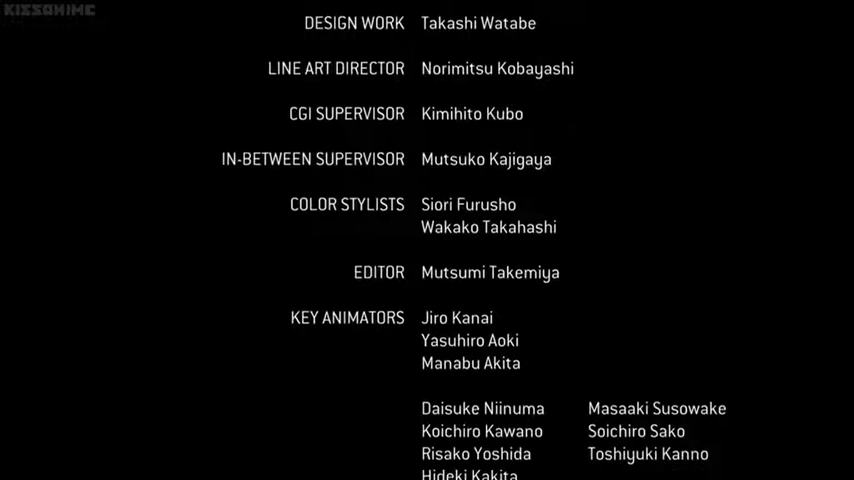 KISSANIME
DESIGN WORK Takashi Watabe
LINE ART DIRECTOR Norimitsu Kobayashi
CGI SUPERVISOR Kimihito Kubo
IN-BETWEEN SUPERVISOR Mutsuko Kajigaya
COLOR STYLISTS Siori Furusho
Wakako Takahashi
EDITOR Mutsumi Takemiya
KEY ANIMATORS Jiro Kanai
Yasuhiro Aoki
Manabu Akita
Daisuke Niinuma Masaaki Susowake
Koichiro Kawano Soichiro Sako
Risako Yoshida Toshiyuki Kanno
Hideki Kakita